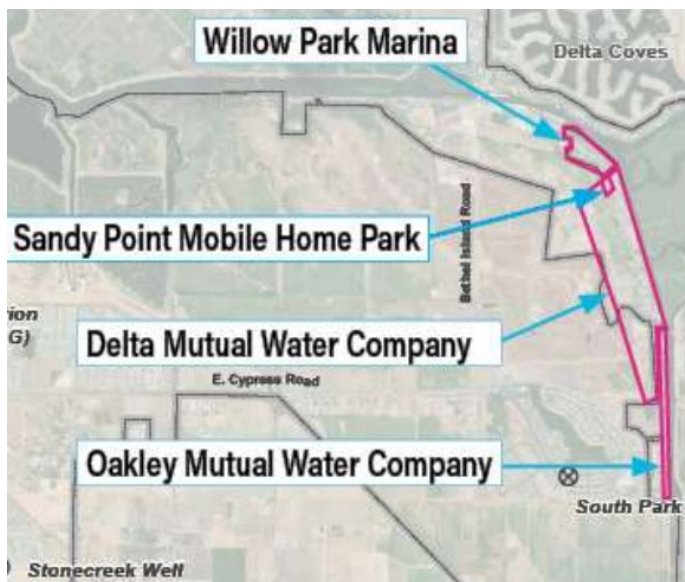 Willow Park Marina
Delta Coves
Sandy Point Mobile Home Park
Bethel Island Road
ion
G)
Delta Mutual Water Company
E. Cypress Road
Oakley Mutual Water Company
South Park
Stonecreek Well